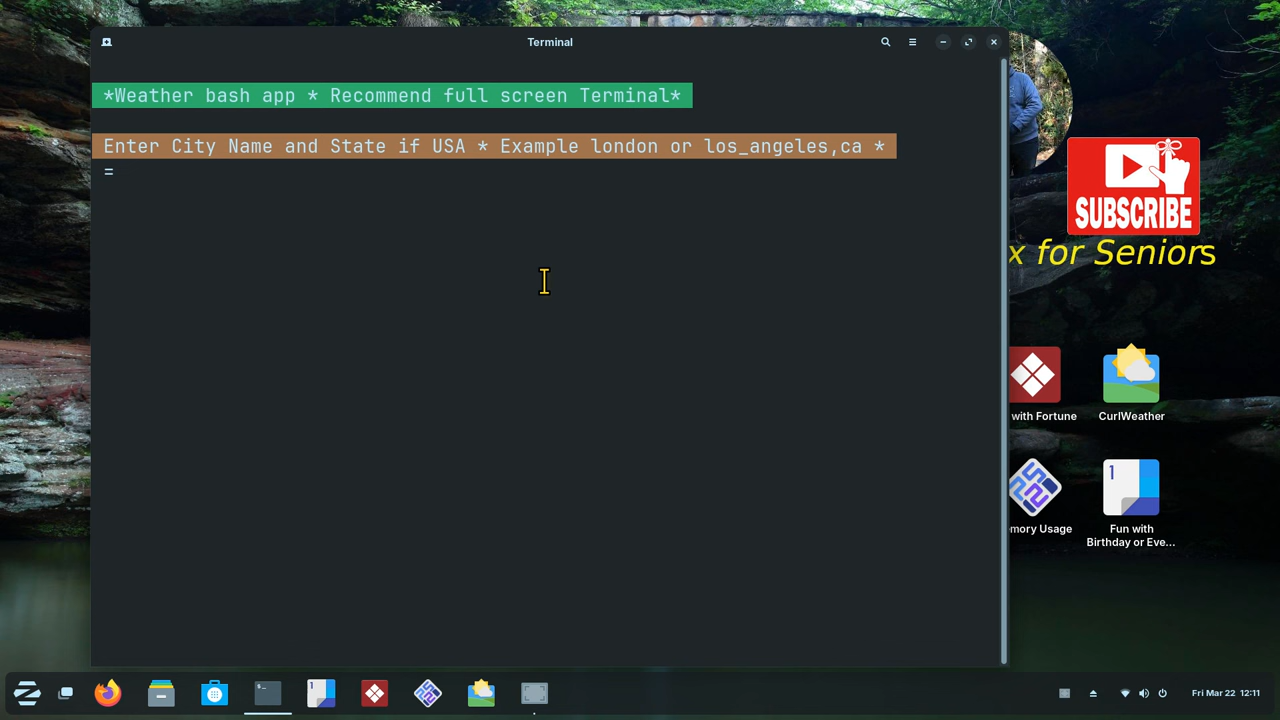 Terminal
*Weather bash app * Recommend full screen Terminal*
Enter City Name and State if USA * Example london or los_angeles,ca *
=
SUBSCRIBE
x for Seniors
with Fortune
CurlWeather
mory Usage
Fun with
Birthday or Eve...
1
Fri Mar 22 12:11